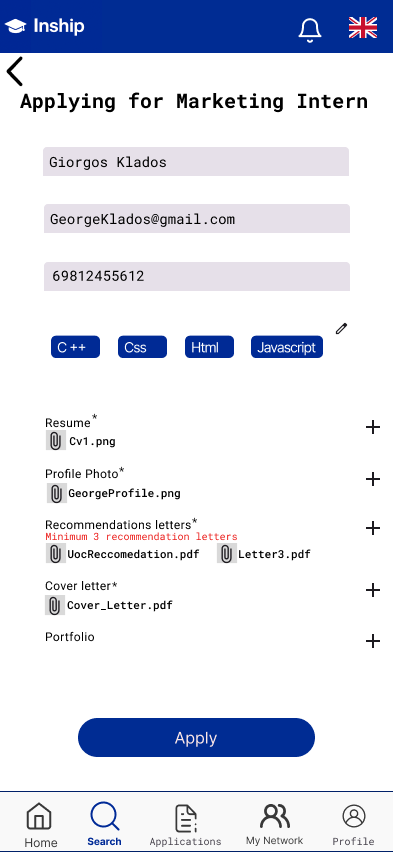 Inship
Applying for Marketing Intern
Giorgos Klados
GeorgeKlados@gmail.com
69812455612
C ++ Css Html Javascript
Resume*
Cv1.png
Profile Photo*
GeorgeProfile.png
Recommendations letters*
Minimum 3 recommendation letters
UocReccomedation.pdf Letter3.pdf
Cover letter*
Cover_Letter.pdf
Portfolio
Apply
Home Search Applications My Network Profile